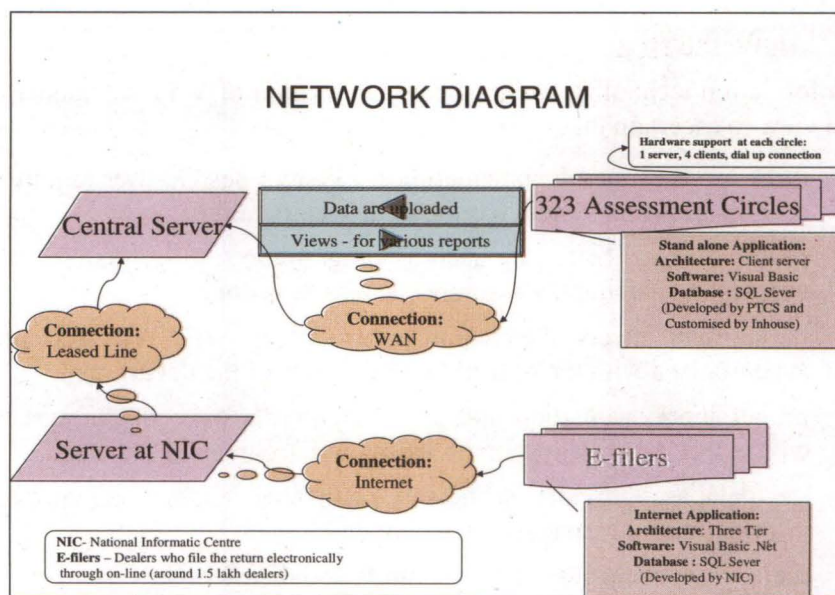 NETWORK DIAGRAM
Hardware support at each circle:
1 server, 4 clients, dial up connection
Central Server
Data are uploaded
Views - for various reports
323 Assessment Circles
Stand alone Application:
Architecture: Client server
Software: Visual Basic
Database : SQL Sever
(Developed by PTCS and
Customised by Inhouse)
Connection:
Leased Line
Connection:
WAN
Server at NIC
Connection:
Internet
E-filers
Internet Application:
Architecture: Three Tier
Software: Visual Basic .Net
Database : SQL Sever
(Developed by NIC)
NIC- National Informatic Centre
E-filers – Dealers who file the return electronically
through on-line (around 1.5 lakh dealers)